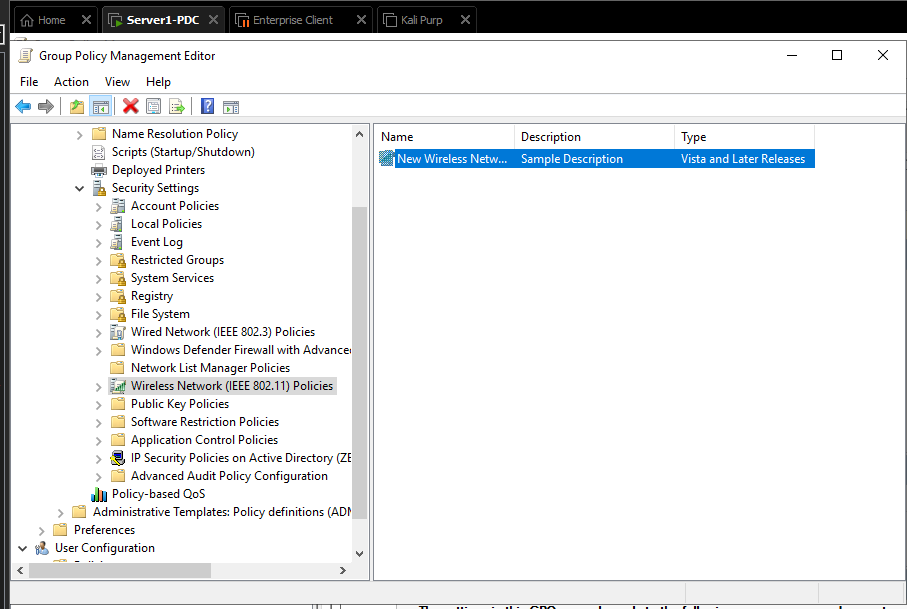 Home
Server1-PDC
Enterprise Client
Kali Purp
Group Policy Management Editor
File Action View Help
Name Resolution Policy
Scripts (Startup/Shutdown)
Deployed Printers
Security Settings
Account Policies
Local Policies
Event Log
Restricted Groups
System Services
Registry
File System
Wired Network (IEEE 802.3) Policies
Windows Defender Firewall with Advance
Network List Manager Policies
Wireless Network (IEEE 802.11) Policies
Public Key Policies
Software Restriction Policies
Application Control Policies
IP Security Policies on Active Directory (ZE
Advanced Audit Policy Configuration
Policy-based QoS
Administrative Templates: Policy definitions (ADM
Preferences
User Configuration
Name Description Type
New Wireless Netw... Sample Description Vista and Later Releases